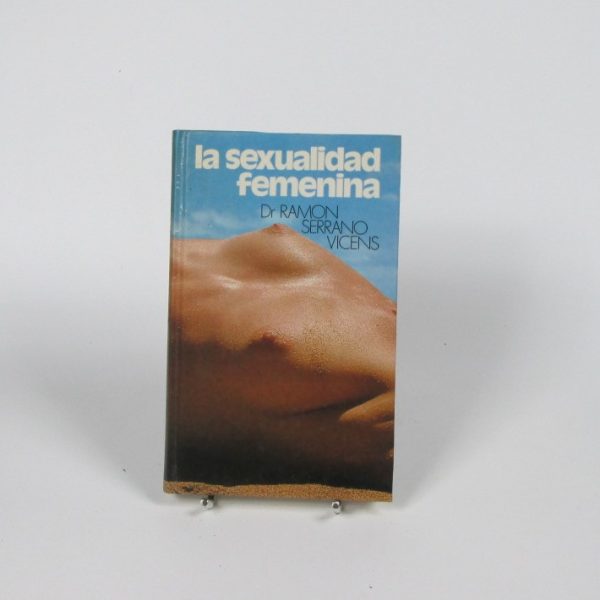 la sexualidad
femenina
Dr RAMON
SERRANO
VICENS